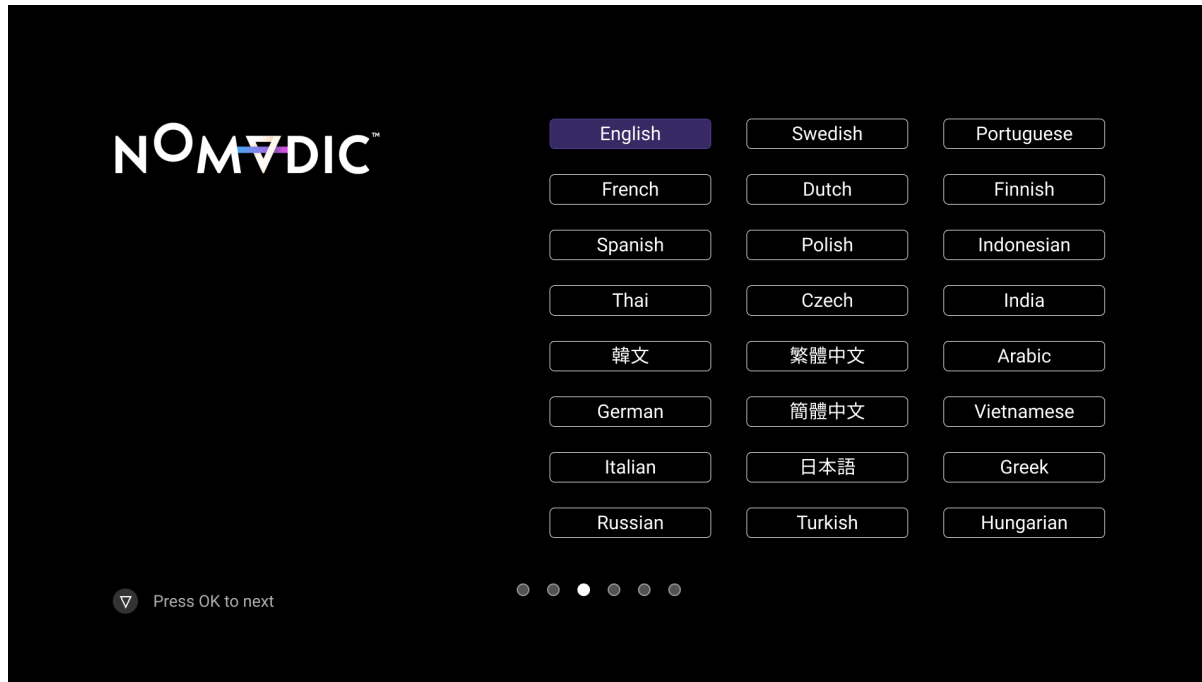 NOMADIC™
English
Swedish
Portuguese
French
Dutch
Finnish
Spanish
Polish
Indonesian
Thai
Czech
India
韓文
繁體中文
Arabic
German
簡體中文
Vietnamese
Italian
日本語
Greek
Russian
Turkish
Hungarian
Press OK to next